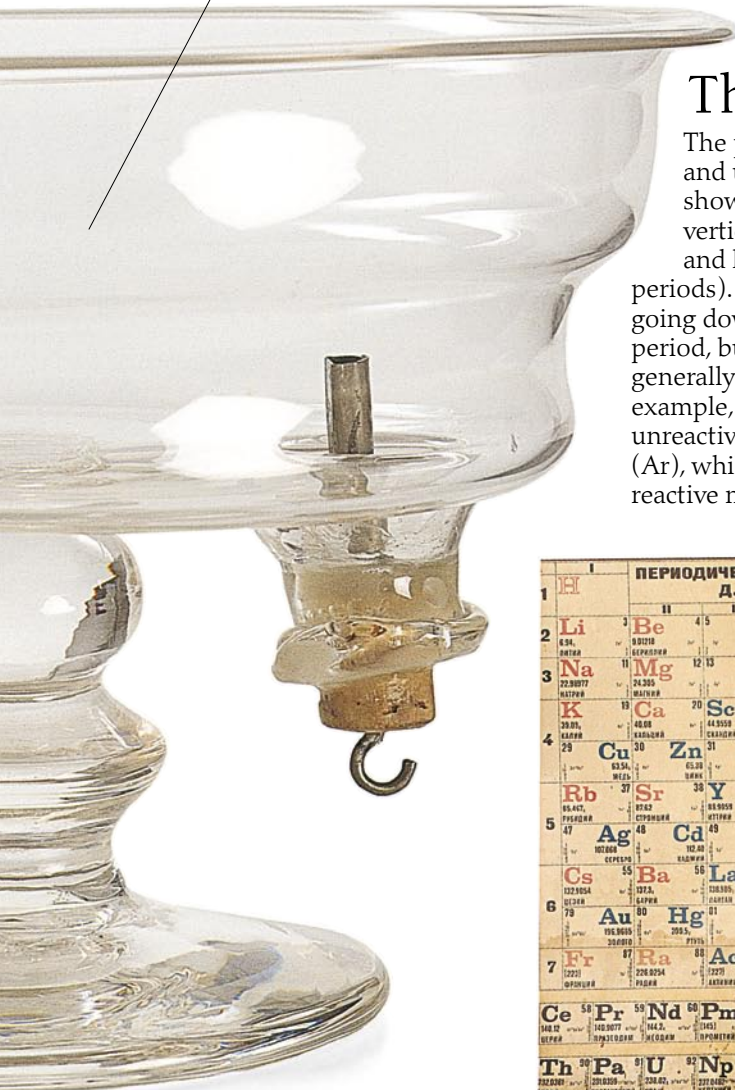 Th
The
and
show
verti
and
periods).
going dow
period, bu
generally
example,
unreactiv
(Ar), whi
reactive
I ПЕРИОДИЧЕ
Д.
1 H II
2 Li 3 Be 4 5
6.94, 9.01218
ЛИТИЙ БЕРИЛЛИЙ
3 Na 11 Mg 12 13
22.98977 24.305
НАТРИЙ МАГНИЙ
4 K 19 Ca 20 Sc
39.09, 40.08 44.9559
КАЛИЙ КАЛЬЦИЙ СКАНДИЙ
29 Cu 30 Zn 31
63.54, 65.38
МЕДЬ ЦИНК
5 Rb 37 Sr 38 Y
85.467, 87.62 88.9059
РУБИДИЙ СТРОНЦИЙ ИТТРИЙ
47 Ag 48 Cd 49
107.868 112.40
СЕРЕБРО КАДМИЙ
6 Cs 55 Ba 56 La
132.9054 137.3, 138.905,
ЦЕЗИЙ БАРИЙ ЛАНТАН
79 Au 80 Hg 81
196.9665 200.5,
ЗОЛОТО РТУТЬ
7 Fr 87 Ra 88 Ac
[223] 226.0254 [227]
ФРАНЦИЙ РАДИЙ
Ce 58 Pr 59 Nd 60 Pm
140.12 140.9077 144.2, [145]
ЦЕРИЙ ПРАЗЕОДИМ НЕОДИМ ПРОМЕТИЙ
Th 90 Pa 91 U 92 Np